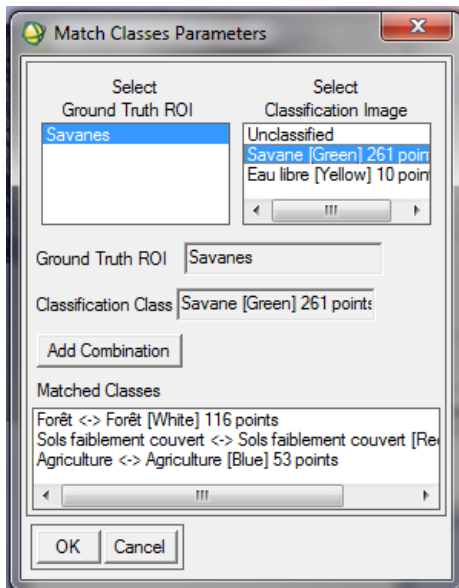 Match Classes Parameters
Select
Ground Truth ROI
Savanes
Select
Classification Image
Unclassified
Savane [Green] 261 poin
Eau libre [Yellow] 10 poin
Ground Truth ROI Savanes
Classification Class Savane [Green] 261 points
Add Combination
Matched Classes
Forêt <-> Forêt [White] 116 points
Sols faiblement couvert <-> Sols faiblement couvert [Re
Agriculture <-> Agriculture [Blue] 53 points
OK Cancel